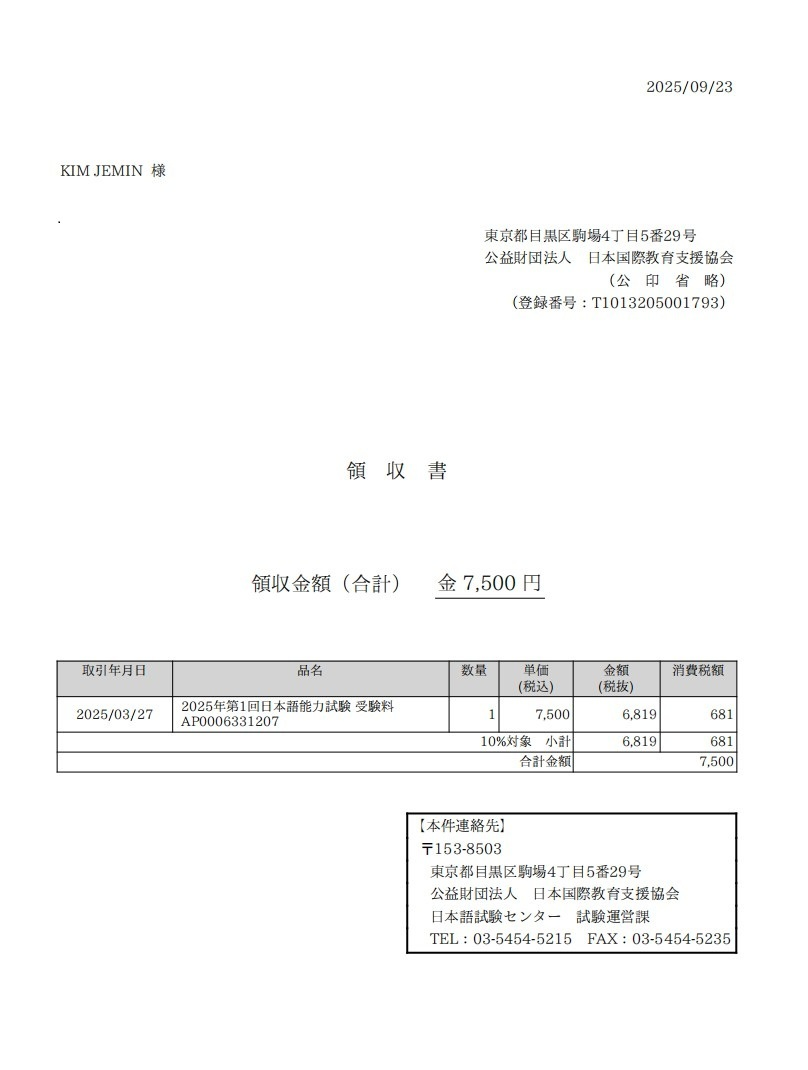 2025/09/23
KIM JEMIN 様
.
東京都目黒区駒場4丁目5番29号
公益財団法人　日本国際教育支援協会
（公　印　省　略）
（登録番号：T1013205001793）
領　収　書
領収金額（合計）　金 7,500 円
取引年月日 品名 数量 単価(税込) 金額(税抜) 消費税額
2025/03/27 2025年第1回日本語能力試験 受験料 AP0006331207 1 7,500 6,819 681
10%対象　小計 6,819 681
合計金額 7,500
【本件連絡先】
〒153-8503
東京都目黒区駒場4丁目5番29号
公益財団法人　日本国際教育支援協会
日本語試験センター　試験運営課
TEL：03-5454-5215　FAX：03-5454-5235